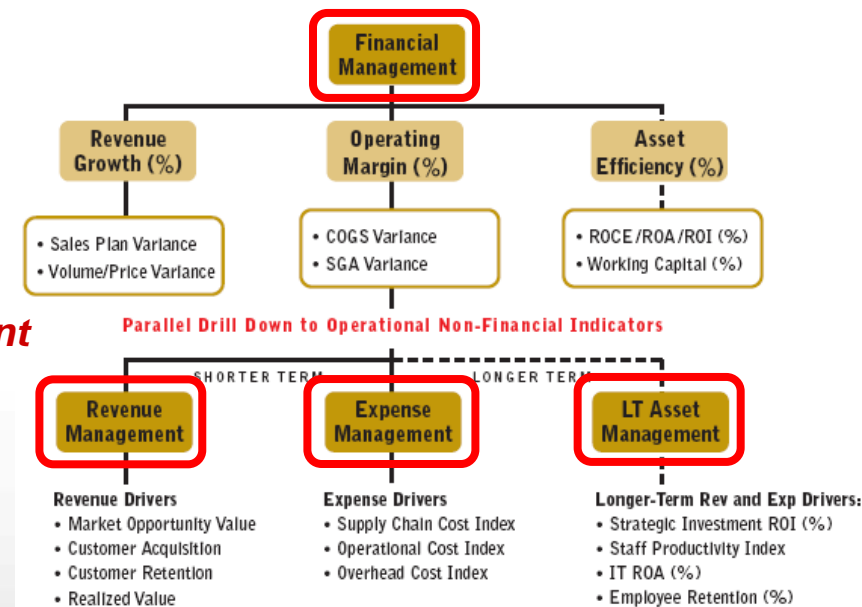 Financial
Management
Revenue
Growth (%)
Operating
Margin (%)
Asset
Efficiency (%)
• Sales Plan Variance
• Volume/Price Variance
• COGS Variance
• SGA Variance
• ROCE/ROA/ROI (%)
• Working Capital (%)
nt
Parallel Drill Down to Operational Non-Financial Indicators
SHORTER TERM
LONGER TERM
Revenue
Management
Expense
Management
LT Asset
Management
Revenue Drivers
• Market Opportunity Value
• Customer Acquisition
• Customer Retention
• Realized Value
Expense Drivers
• Supply Chain Cost Index
• Operational Cost Index
• Overhead Cost Index
Longer-Term Rev and Exp Drivers:
• Strategic Investment ROI (%)
• Staff Productivity Index
• IT ROA (%)
• Employee Retention (%)